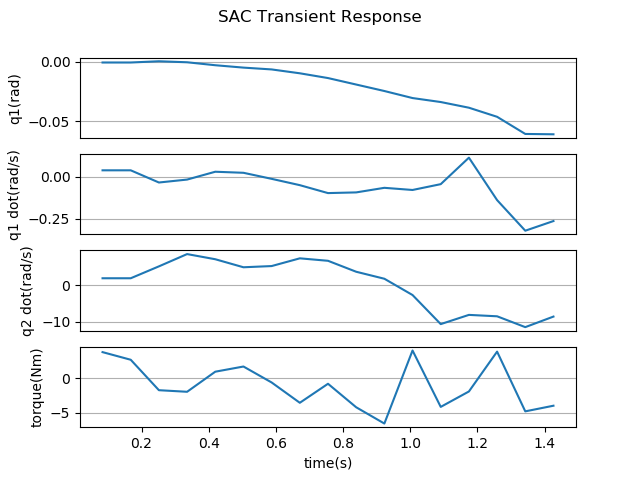 SAC Transient Response
0.00
−0.05
q1(rad)
0.00
−0.25
q1 dot(rad/s)
0
−10
q2 dot(rad/s)
0
−5
torque(Nm)
0.2 0.4 0.6 0.8 1.0 1.2 1.4
time(s)